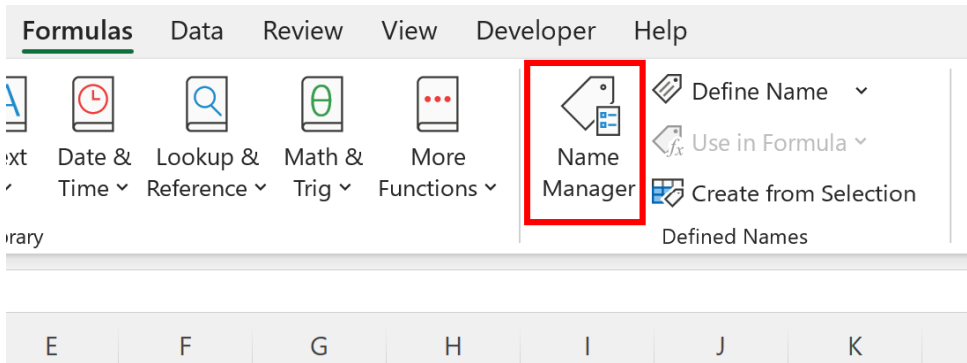 Formulas Data Review View Developer Help
Define Name
Use in Formula
Create from Selection
Date & Time
Lookup & Reference
Math & Trig
More Functions
Name Manager
Defined Names
E F G H I J K